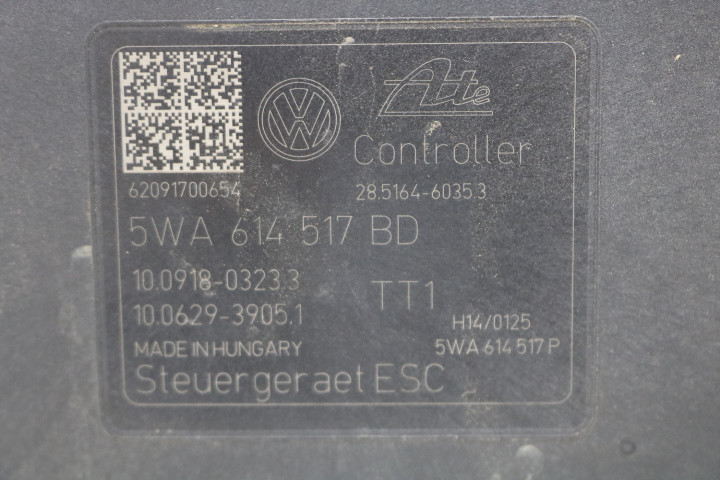 VW Ate
Controller
62091700654 28.5164-6035.3
5WA 614 517 BD
10.0918-0323.3
TT1
10.0629-3905.1
H14/0125
MADE IN HUNGARY 5WA 614 517 P
Steuergeraet ESC